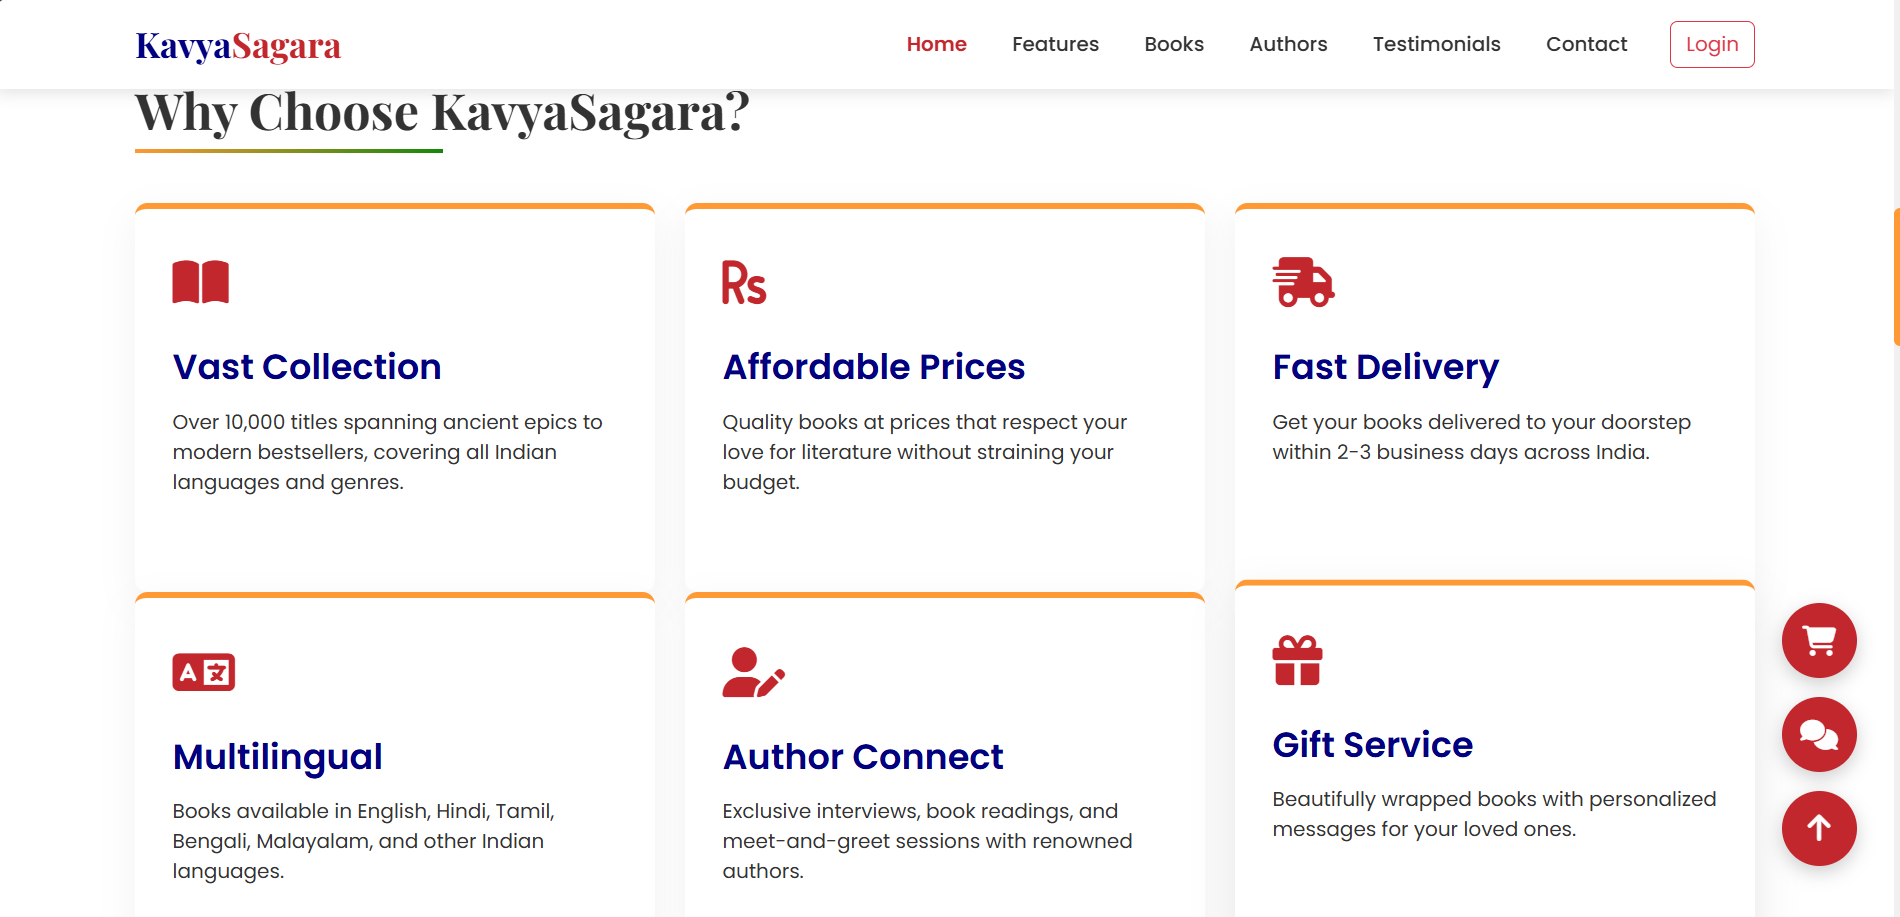 KavyaSagara
Home Features Books Authors Testimonials Contact Login
Why Choose KavyaSagara?
Rs
Vast Collection
Over 10,000 titles spanning ancient epics to
modern bestsellers, covering all Indian
languages and genres.
Affordable Prices
Quality books at prices that respect your
love for literature without straining your
budget.
Fast Delivery
Get your books delivered to your doorstep
within 2-3 business days across India.
A 文
Multilingual
Books available in English, Hindi, Tamil,
Bengali, Malayalam, and other Indian
languages.
Author Connect
Exclusive interviews, book readings, and
meet-and-greet sessions with renowned
authors.
Gift Service
Beautifully wrapped books with personalized
messages for your loved ones.